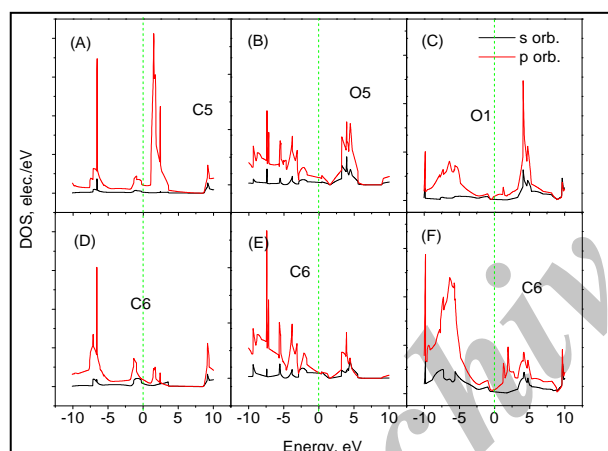 (A)
C5
(B)
O5
(C)
s orb.
p orb.
O1
DOS, elec./eV
(D)
C6
(E)
C6
(F)
C6
-10 -5 0 5 10 -10 -5 0 5 10 -10 -5 0 5 10
Energy, eV
chiv